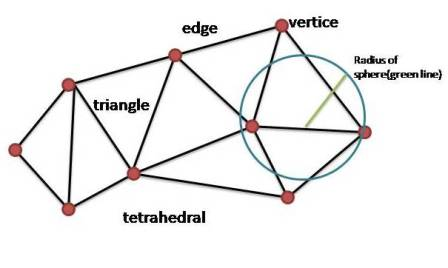 edge
vertice
Radius of
sphere(green line)
triangle
tetrahedral